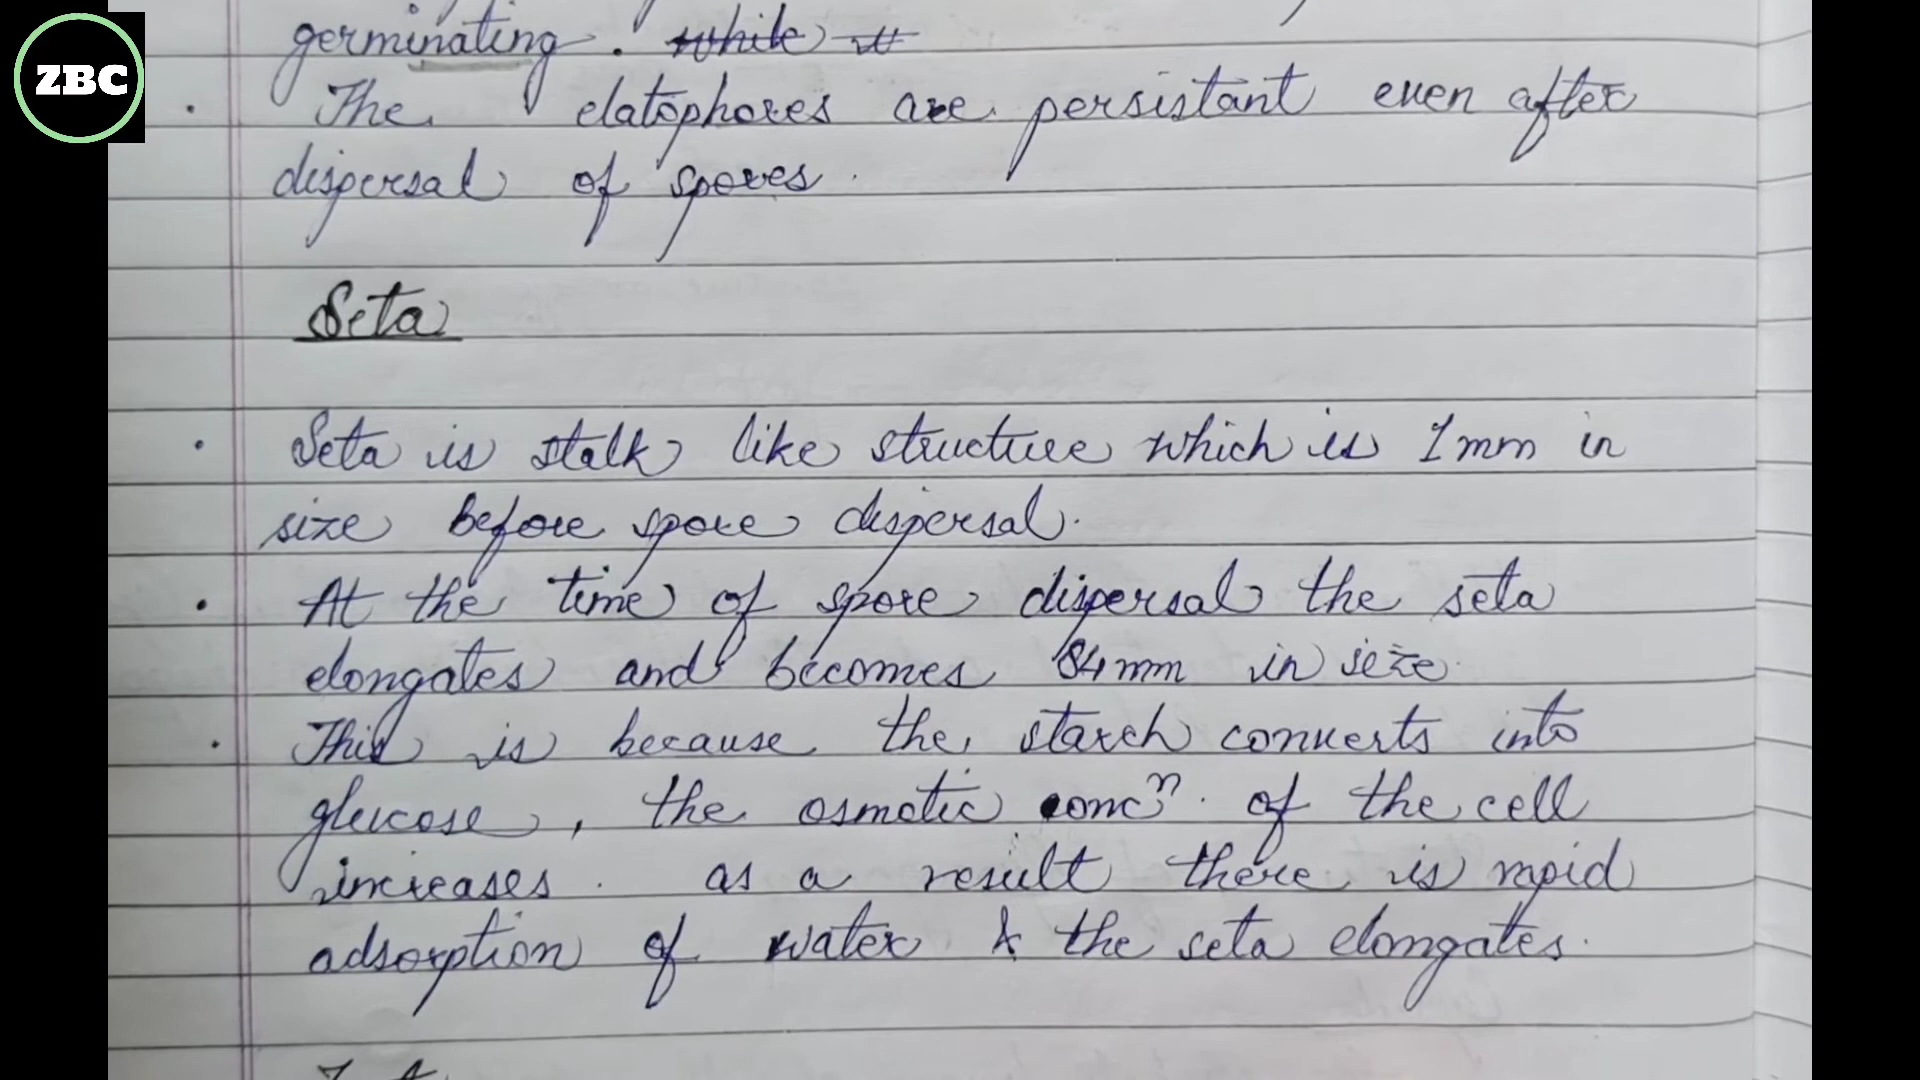 ZBC
germinating. while it
The elatophores are persistant even after
dispersal of spores.
Seta
Seta is stalk like structure which is 1mm in
size before spore dispersal.
At the time of spore dispersal the seta
elongates and becomes 84mm in size
This is because the starch converts into
glucose, the osmotic concn. of the cell
increases. as a result there is rapid
adsorption of water & the seta elongates.